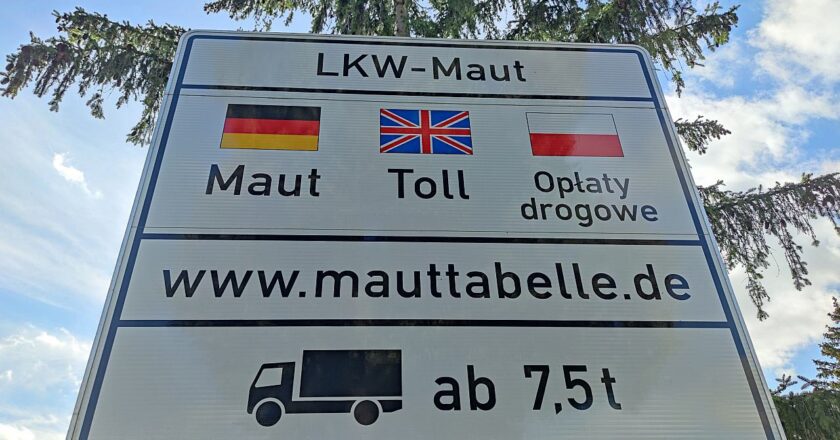 LKW-Maut
Maut Toll Opłaty
drogowe
www.mauttabelle.de
ab 7,5t